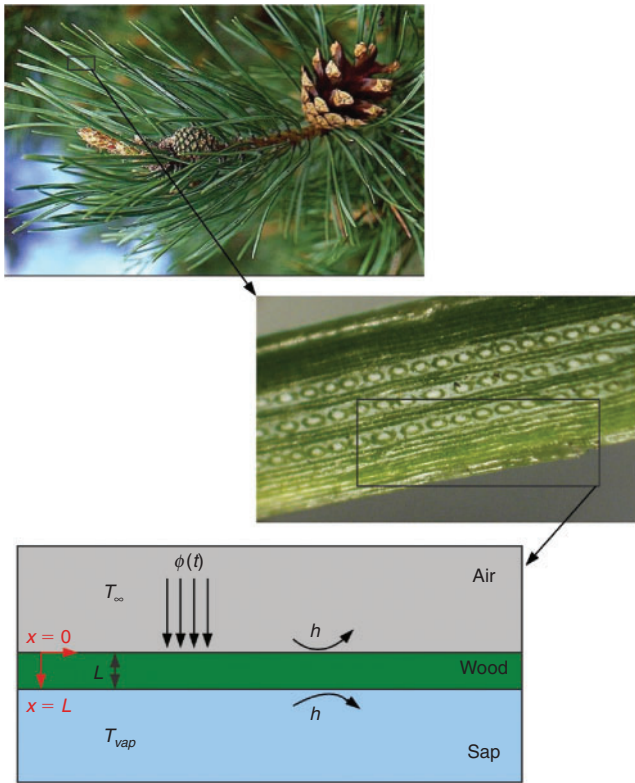 ϕ(t)
Air
T∞
x = 0
h
L
Wood
x = L
h
Tvap
Sap